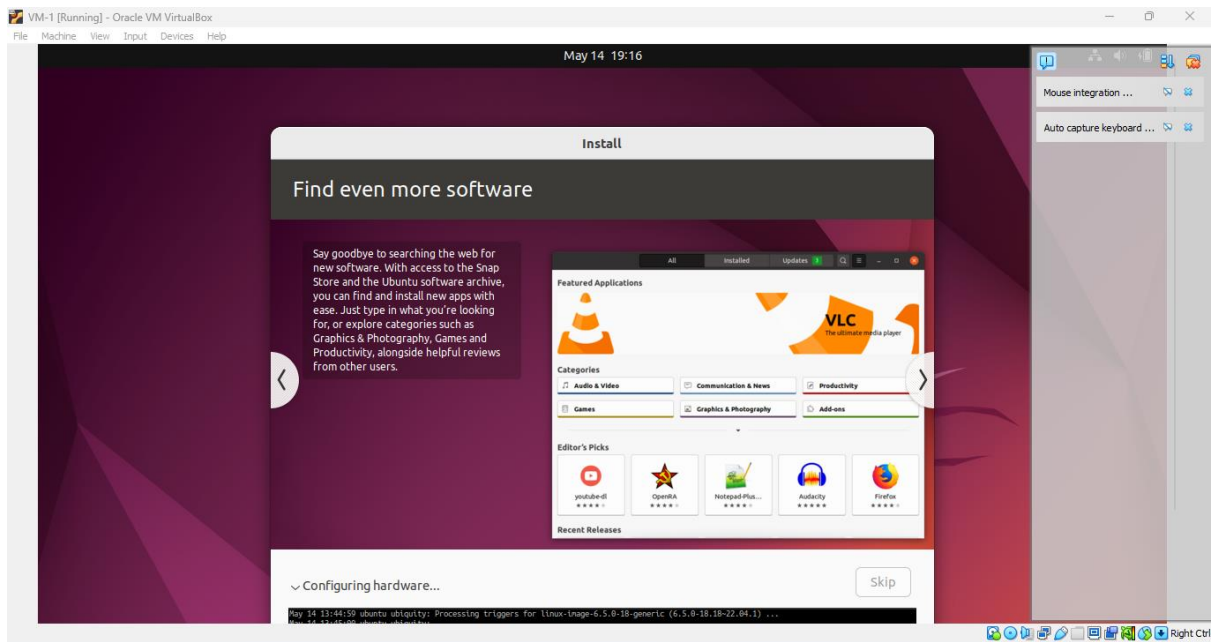 VM-1 [Running] - Oracle VM VirtualBox
File Machine View Input Devices Help
May 14 19:16
Mouse integration ...
Auto capture keyboard ...
Install
Find even more software
Say goodbye to searching the web for
new software. With access to the Snap
Store and the Ubuntu software archive,
you can find and install new apps with
ease. Just type in what you're looking
for, or explore categories such as
Graphics & Photography, Games and
Productivity, alongside helpful reviews
from other users.
All Installed Updates
Featured Applications
VLC
The ultimate media player
Categories
Audio & Video Communication & News Productivity
Games Graphics & Photography Add-ons
Editor's Picks
youtube-dl OpenRA Notepad-Plus... Audacity Firefox
Recent Releases
Configuring hardware...
Skip
May 14 13:44:59 ubuntu ubiquity: Processing triggers for linux-image-6.5.0-18-generic (6.5.0-18.18~22.04.1) ...
Right Ctrl